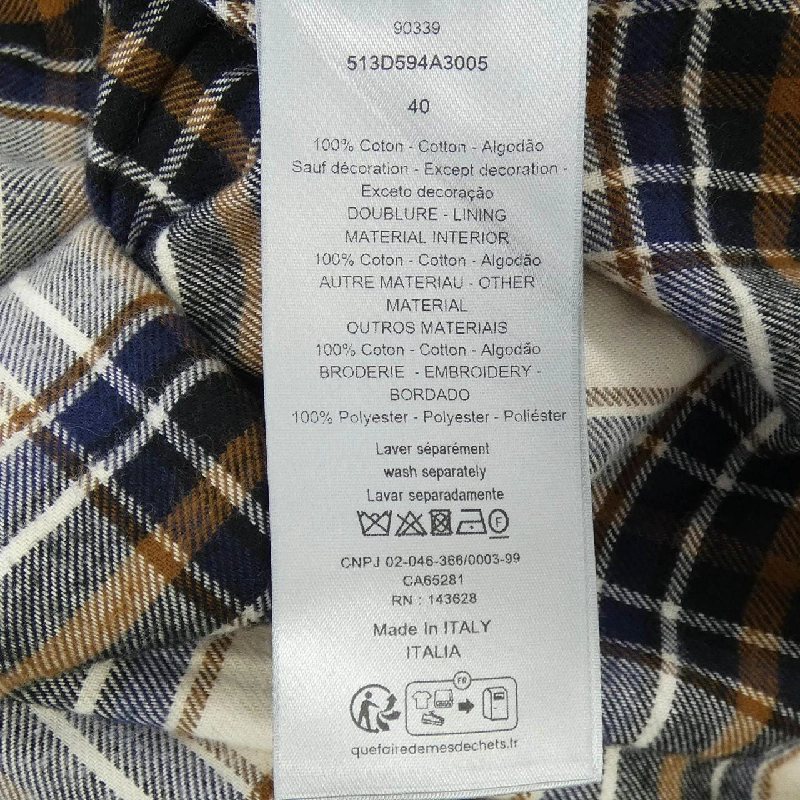 90339
513D594A3005
40
100% Coton - Cotton - Algodão
Sauf décoration - Except decoration -
Exceto decoração
DOUBLURE - LINING
MATERIAL INTERIOR
100% Coton - Cotton - Algodão
AUTRE MATERIAU - OTHER
MATERIAL
OUTROS MATERIAIS
100% Coton - Cotton - Algodão
BRODERIE - EMBROIDERY -
BORDADO
100% Polyester - Polyester - Poliéster
Laver séparément
wash separately
Lavar separadamente
CNPJ 02-046-366/0003-99
CA65281
RN : 143628
Made in ITALY
ITALIA
FR
quefairedemesdechets.fr